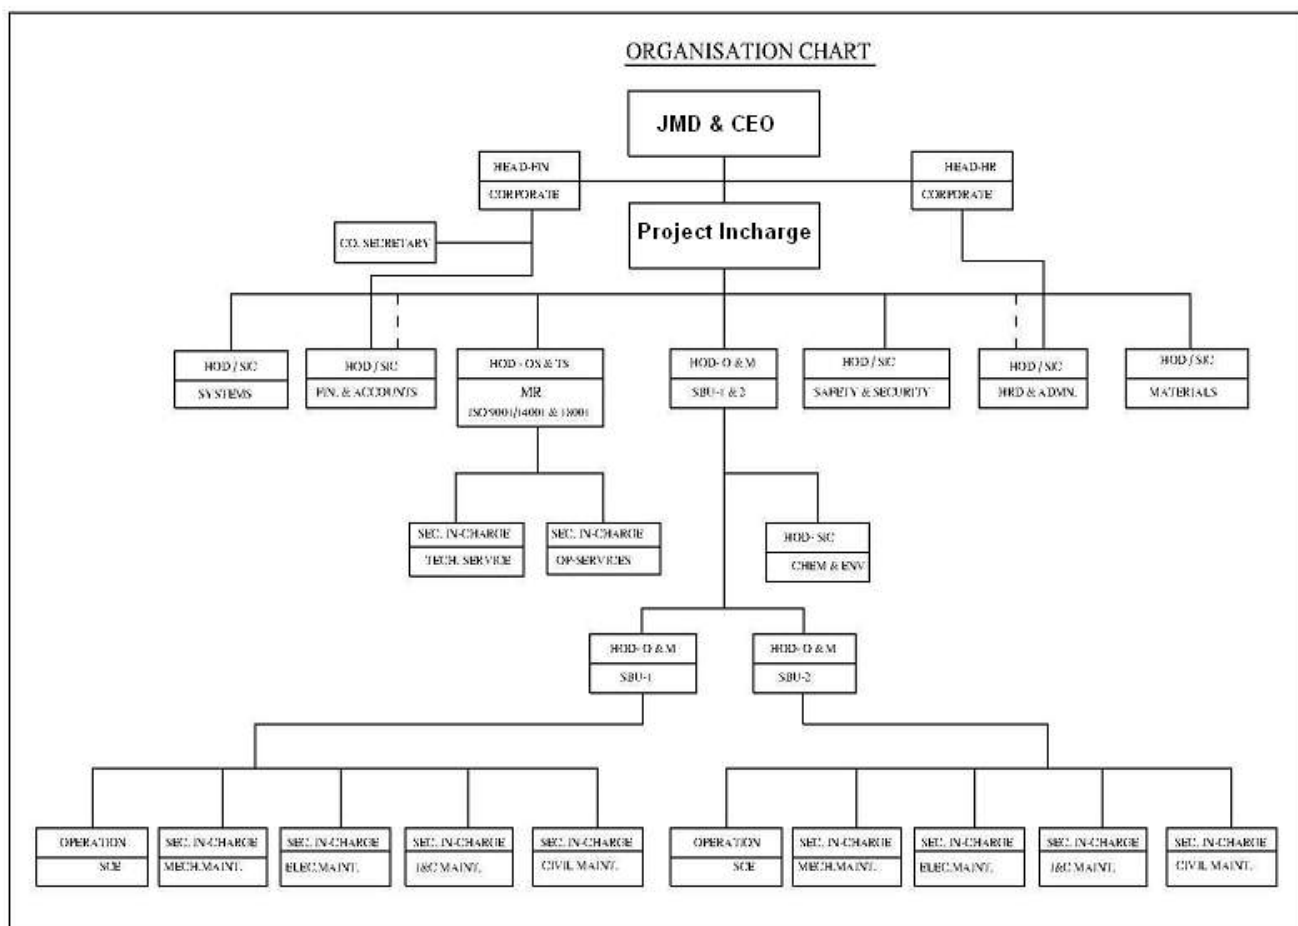 ORGANISATION CHART
JMD & CEO
HEAD-FIN
CORPORATE
HEAD-HR
CORPORATE
CO. SECRETARY
Project Incharge
HOD / SIC
SYSTEMS
HOD / SIC
FIN. & ACCOUNTS
HOD - OS & TS
MR
ISO 9001/14001 & 18001
HOD- O & M
SBU-1 & 2
HOD / SIC
SAFETY & SECURITY
HOD / SIC
HRD & ADMN.
HOD / SIC
MATERIALS
SEC. IN-CHARGE
TECH. SERVICE
SEC. IN-CHARGE
OP-SERVICES
HOD- SIC
CHEM & ENV
HOD- O & M
SBU-1
HOD- O & M
SBU-2
OPERATION
SCE
SEC. IN-CHARGE
MECH.MAINT.
SEC. IN-CHARGE
ELEC.MAINT.
SEC. IN-CHARGE
I&C MAINT.
SEC. IN-CHARGE
CIVIL MAINT.
OPERATION
SCE
SEC. IN-CHARGE
MECH.MAINT.
SEC. IN-CHARGE
ELEC.MAINT.
SEC. IN-CHARGE
I&C MAINT.
SEC. IN-CHARGE
CIVIL MAINT.